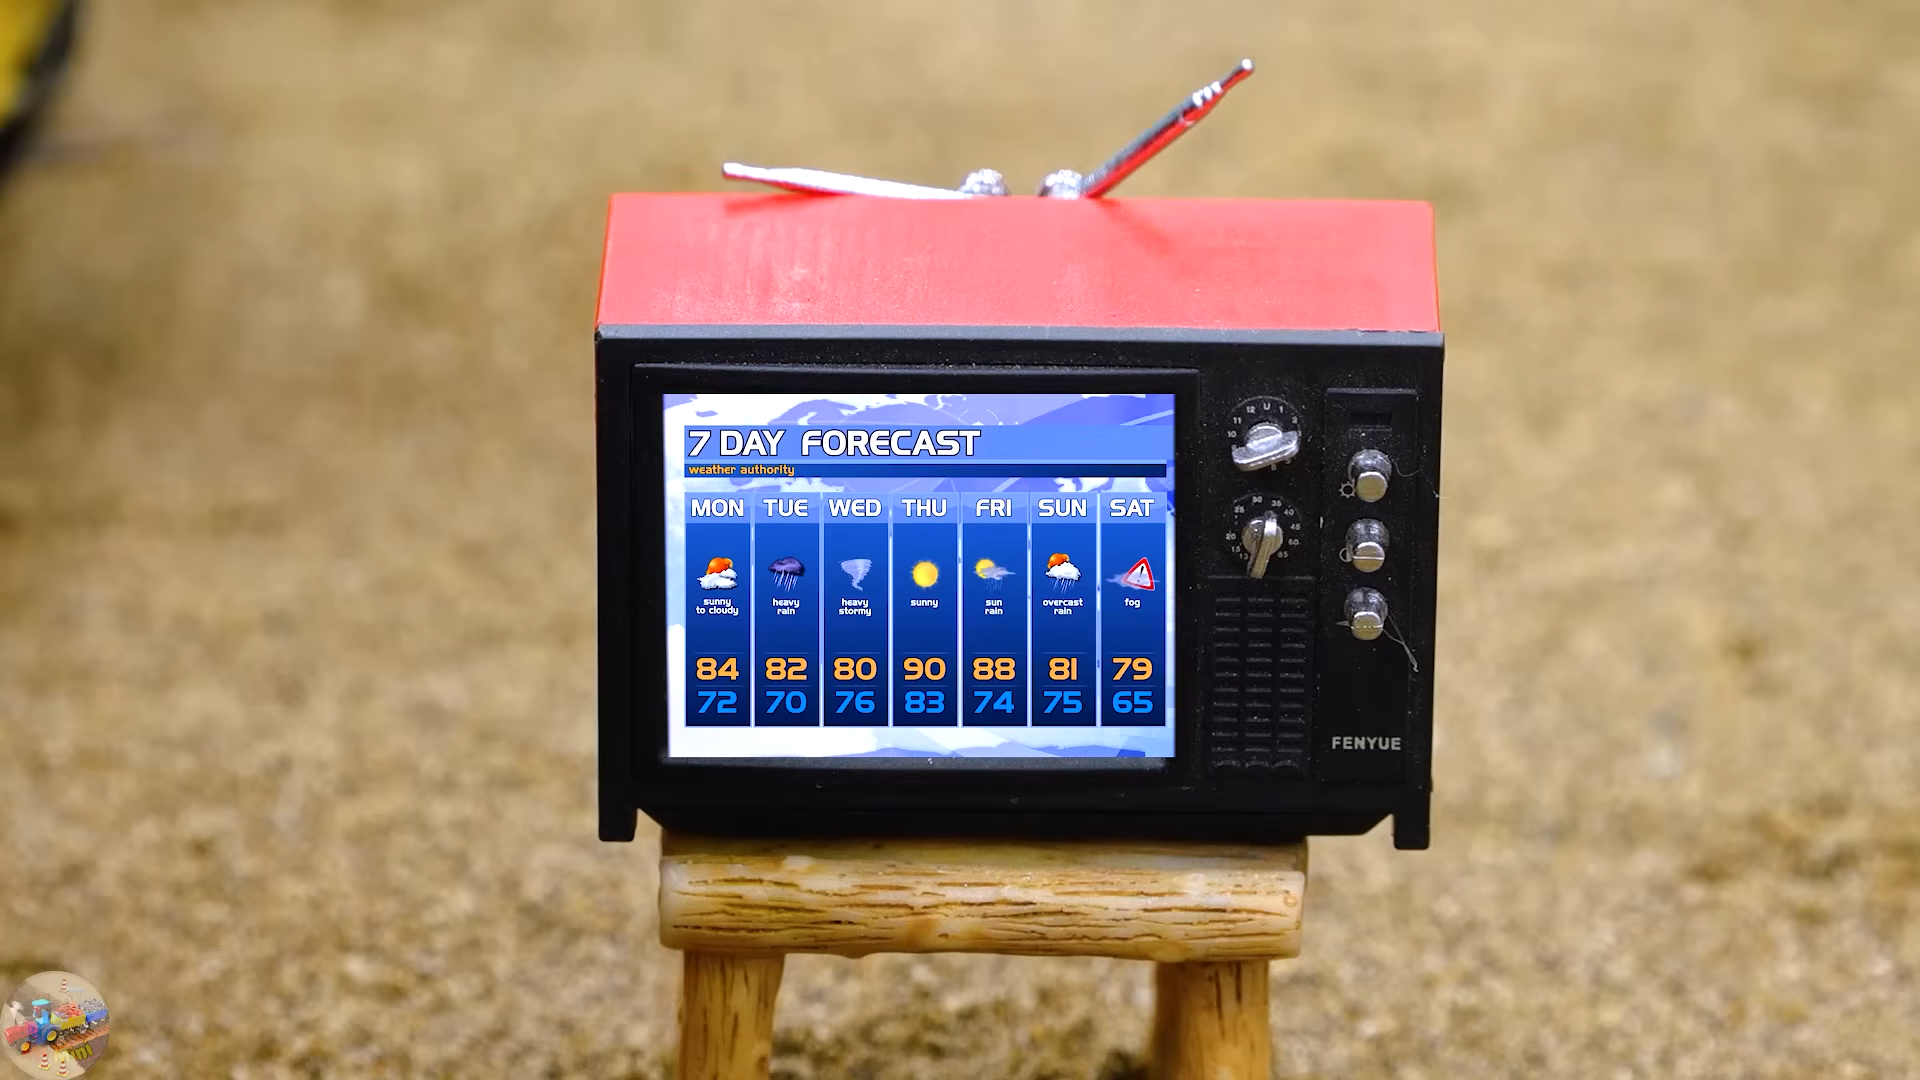 7 DAY FORECAST
weather authority
MON TUE WED THU FRI SUN SAT
sunny to cloudy
heavy rain
heavy stormy
sunny
sun rain
overcast rain
fog
84 82 80 90 88 81 79
72 70 76 83 74 75 65
FENYUE